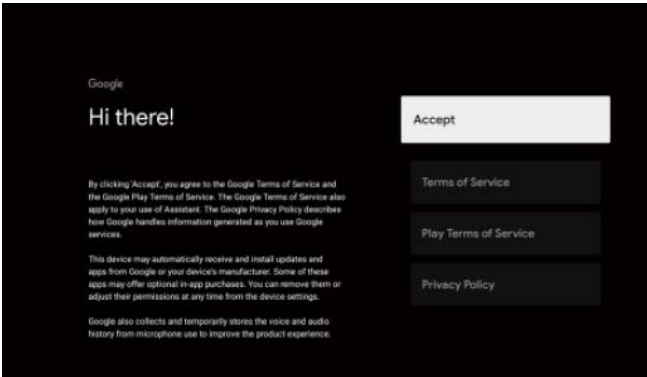 Google
Hi there!
Accept
By clicking 'Accept', you agree to the Google Terms of Service and
the Google Play Terms of Service. The Google Terms of Service also
apply to your use of Assistant. The Google Privacy Policy describes
how Google handles information generated as you use Google
services.
This device may automatically receive and install updates and
apps from Google or your device's manufacturer. Some of these
apps may offer optional in-app purchases. You can remove them or
adjust their permissions at any time from the device settings.
Google also collects and temporarily stores the voice and audio
history from microphone use to improve the product experience.
Terms of Service
Play Terms of Service
Privacy Policy